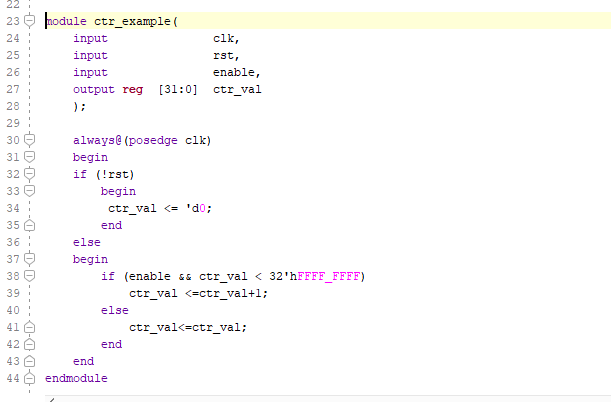 22
23 module ctr_example(
24     input               clk,
25     input               rst,
26     input               enable,
27     output reg  [31:0]  ctr_val
28     );
29
30     always@(posedge clk)
31     begin
32     if (!rst)
33         begin
34          ctr_val <= 'd0;
35         end
36     else
37     begin
38         if (enable && ctr_val < 32'hFFFF_FFFF)
39             ctr_val <=ctr_val+1;
40         else
41             ctr_val<=ctr_val;
42         end
43     end
44 endmodule